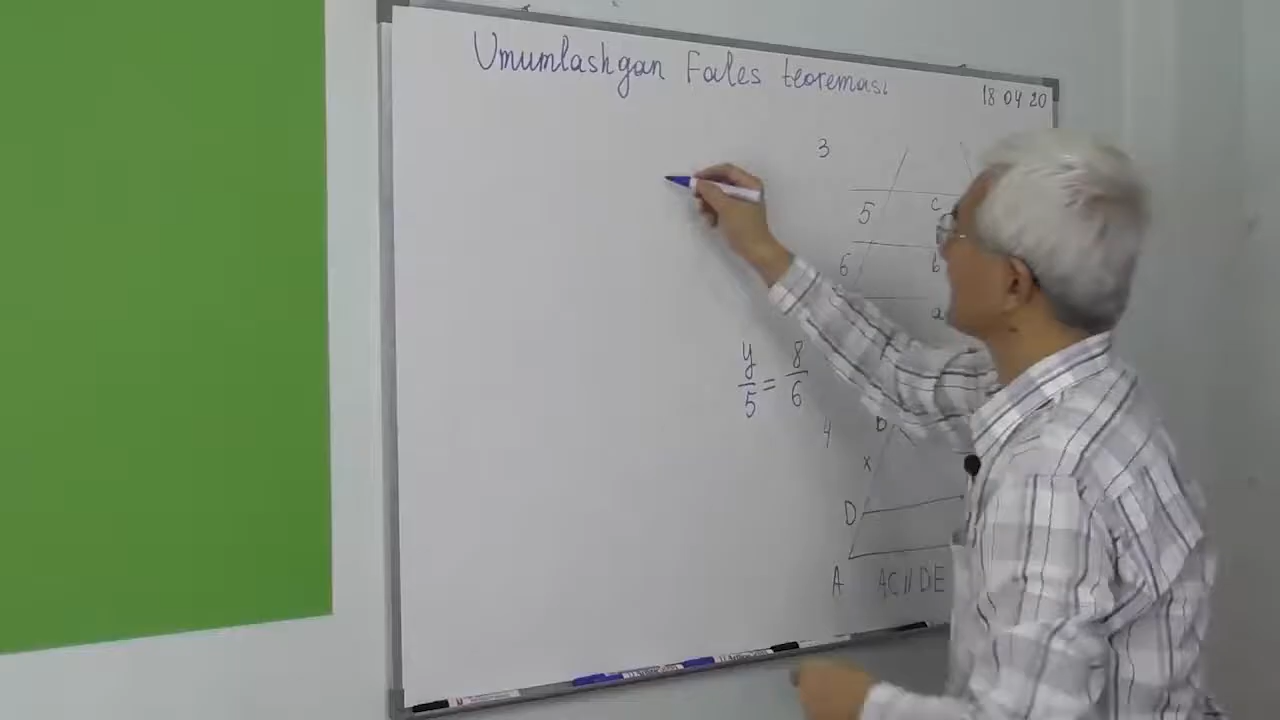 Umumlashgan Fales teoremasi
18 04 20
3
5 c
6 b
a
y/5 = 8/6
4 B
x
D
A AC // DE